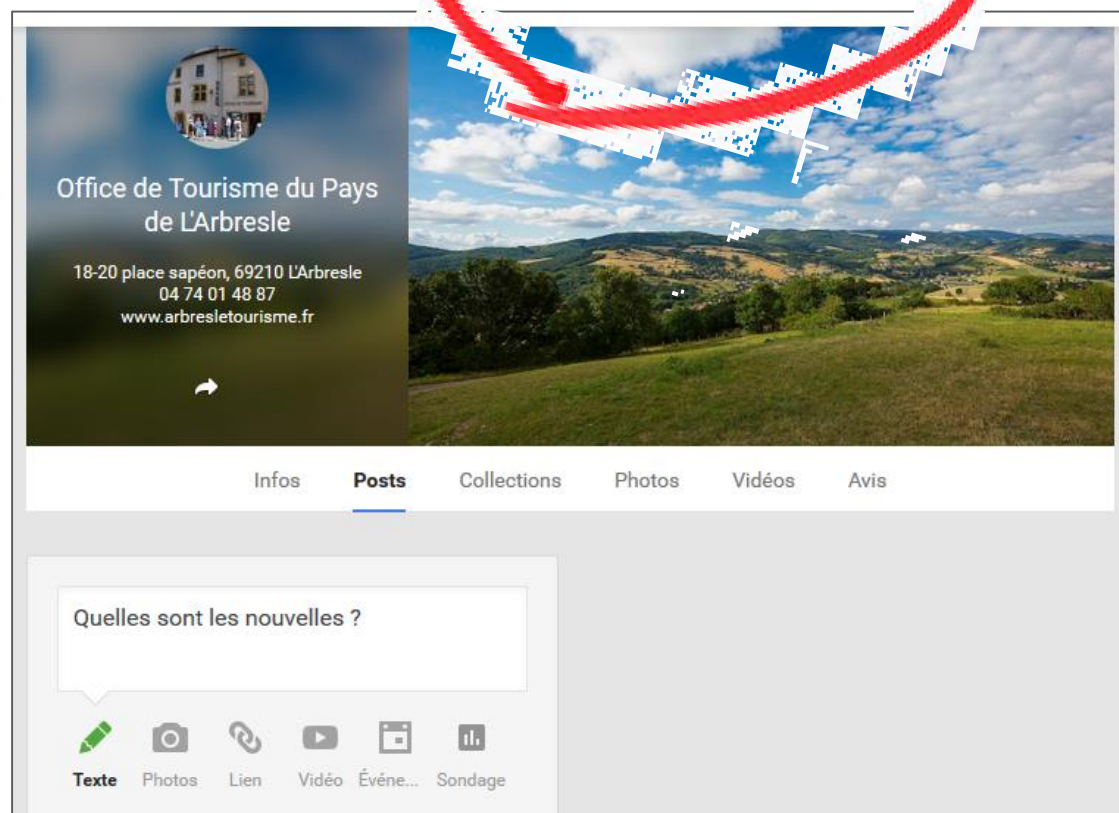 Office de Tourisme du Pays
de L'Arbresle
18-20 place sapéon, 69210 L'Arbresle
04 74 01 48 87
www.arbresletourisme.fr
Infos Posts Collections Photos Vidéos Avis
Quelles sont les nouvelles ?
Texte Photos Lien Vidéo Événe... Sondage